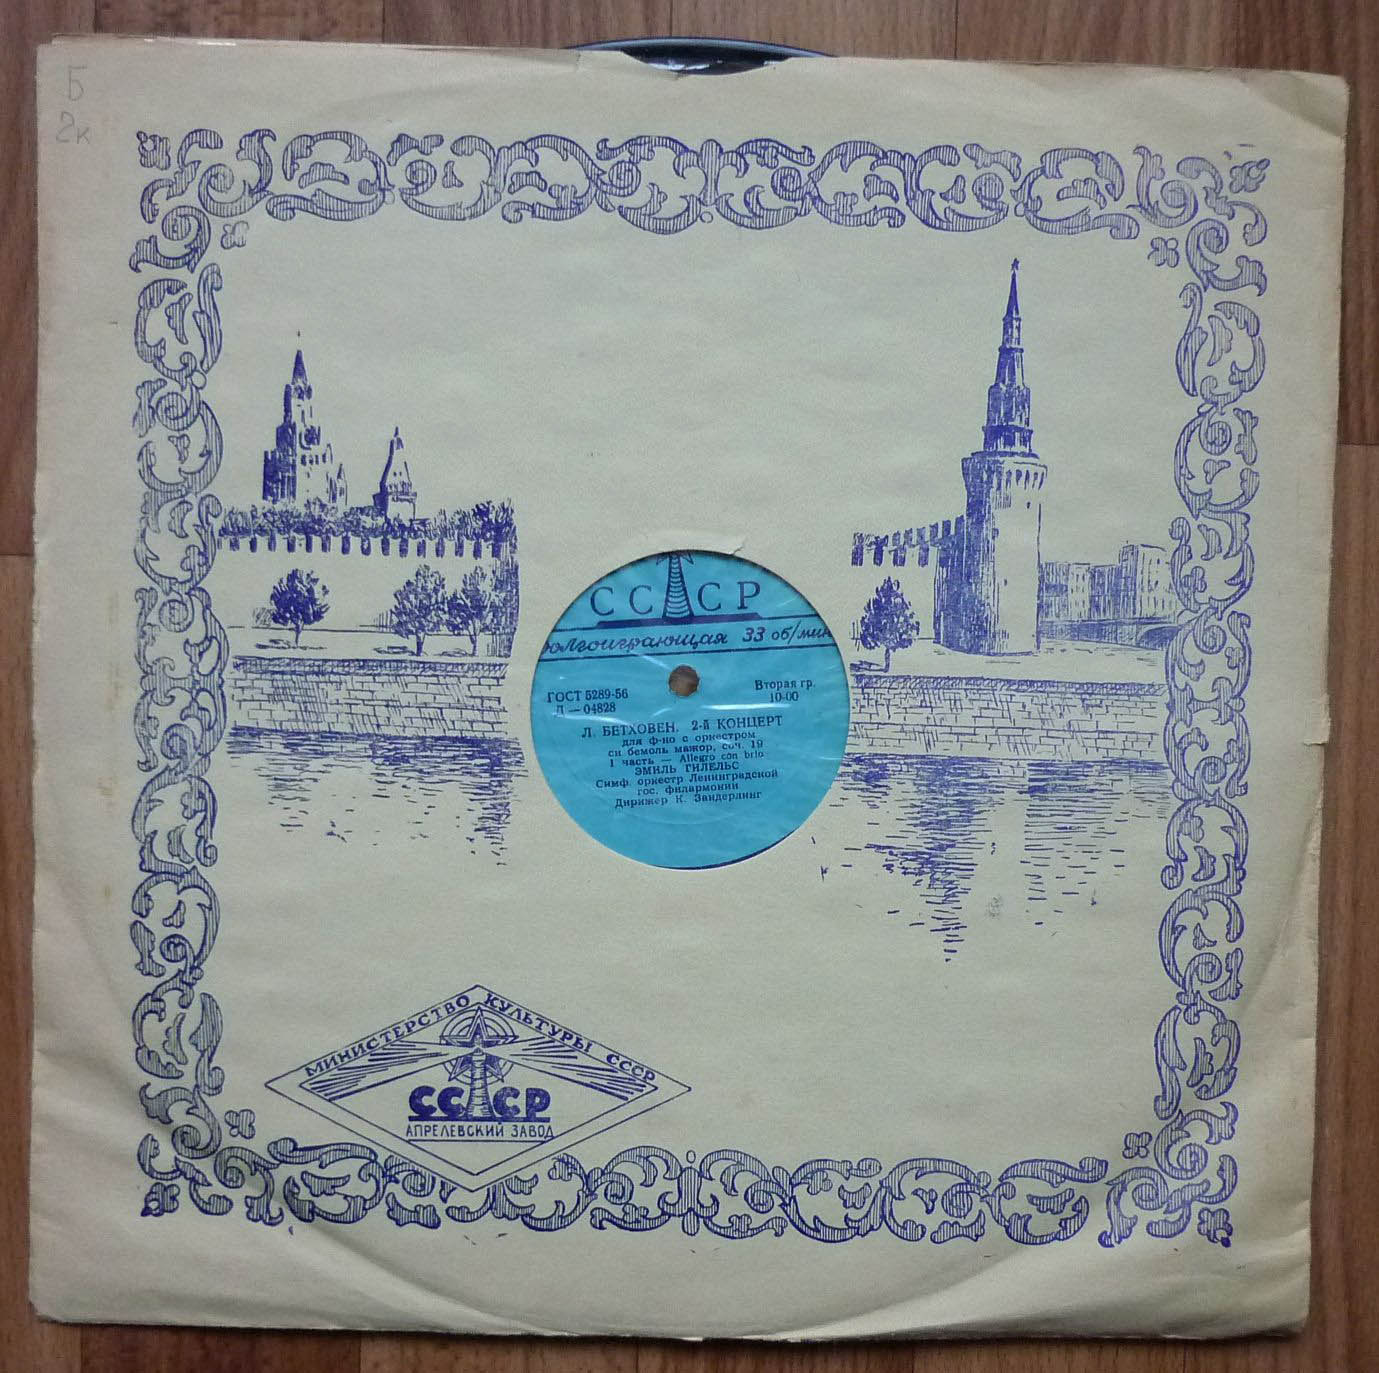 Б
2к
СССР
Долгоиграющая 33 об/мин
ГОСТ 5289-56
Вторая гр.
Д — 04828
10-00
Л. БЕТХОВЕН. 2-й КОНЦЕРТ
для ф-но с оркестром
си бемоль мажор, соч. 19
1 часть — Allegro con brio
ЭМИЛЬ ГИЛЕЛЬС
Симф. оркестр Ленинградской
гос. филармонии
Дирижер К. Зандерлинг
МИНИСТЕРСТВО КУЛЬТУРЫ СССР
СССР
АПРЕЛЕВСКИЙ ЗАВОД